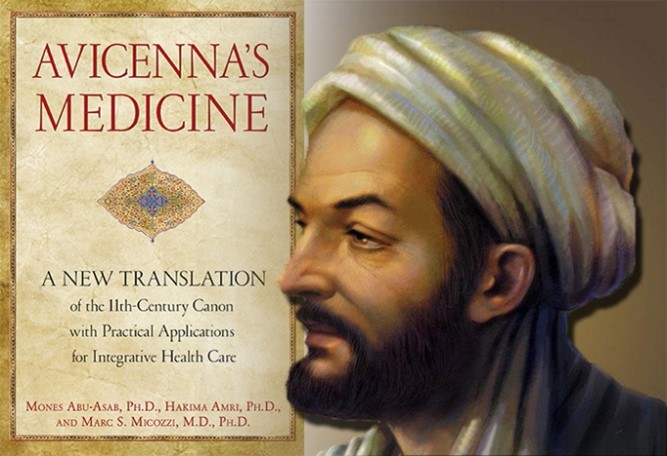 AVICENNA'S
MEDICINE
A NEW TRANSLATION
of the 11th-Century Canon
with Practical Applications
for Integrative Health Care
MONES ABU-ASAB, PH.D., HAKIMA AMRI, PH.D.,
AND MARC S. MICOZZI, M.D., PH.D.